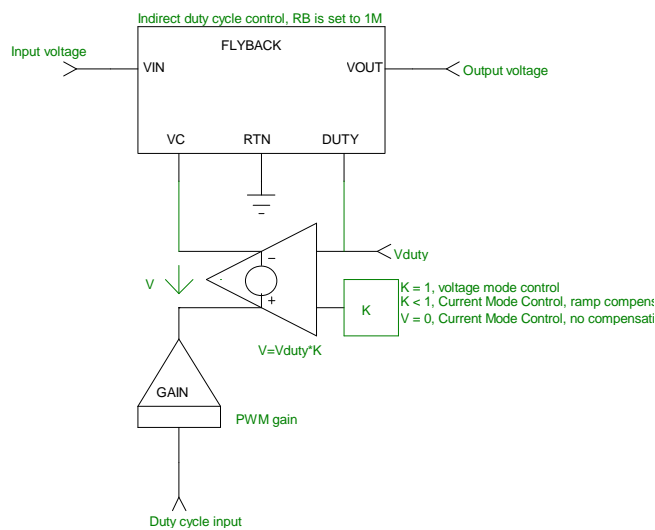 Indirect duty cycle control, RB is set to 1M
FLYBACK
Input voltage
VIN
VOUT
Output voltage
VC
RTN
DUTY
Vduty
V
K = 1, voltage mode control
K < 1, Current Mode Control, ramp compens
V = 0, Current Mode Control, no compensati
K
V=Vduty*K
GAIN
PWM gain
Duty cycle input